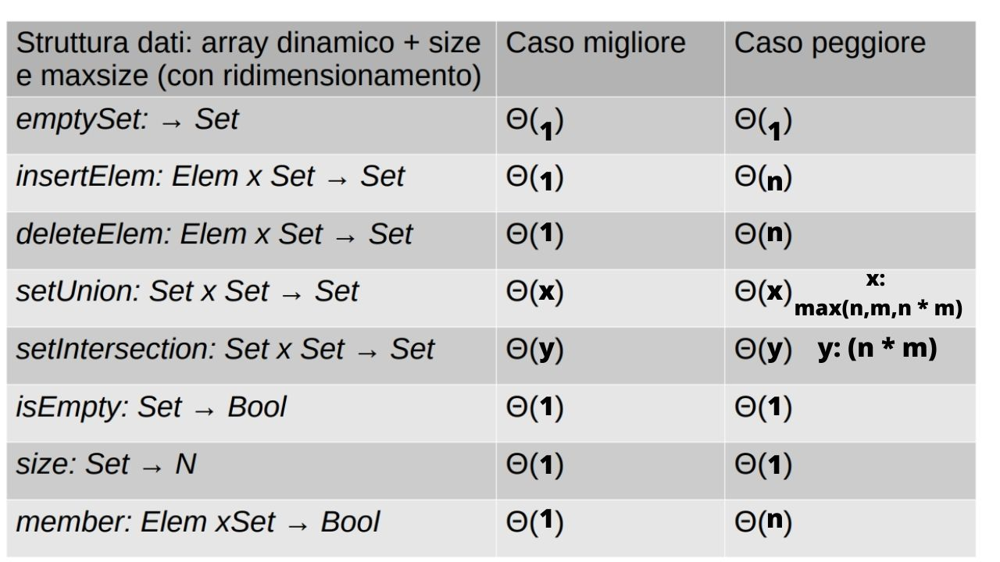 Struttura dati: array dinamico + size Caso migliore Caso peggiore
e maxsize (con ridimensionamento)
emptySet: → Set Θ(1) Θ(1)
insertElem: Elem x Set → Set Θ(1) Θ(n)
deleteElem: Elem x Set → Set Θ(1) Θ(n)
setUnion: Set x Set → Set Θ(x) Θ(x) x:
max(n,m,n * m)
setIntersection: Set x Set → Set Θ(y) Θ(y) y: (n * m)
isEmpty: Set → Bool Θ(1) Θ(1)
size: Set → N Θ(1) Θ(1)
member: Elem xSet → Bool Θ(1) Θ(n)